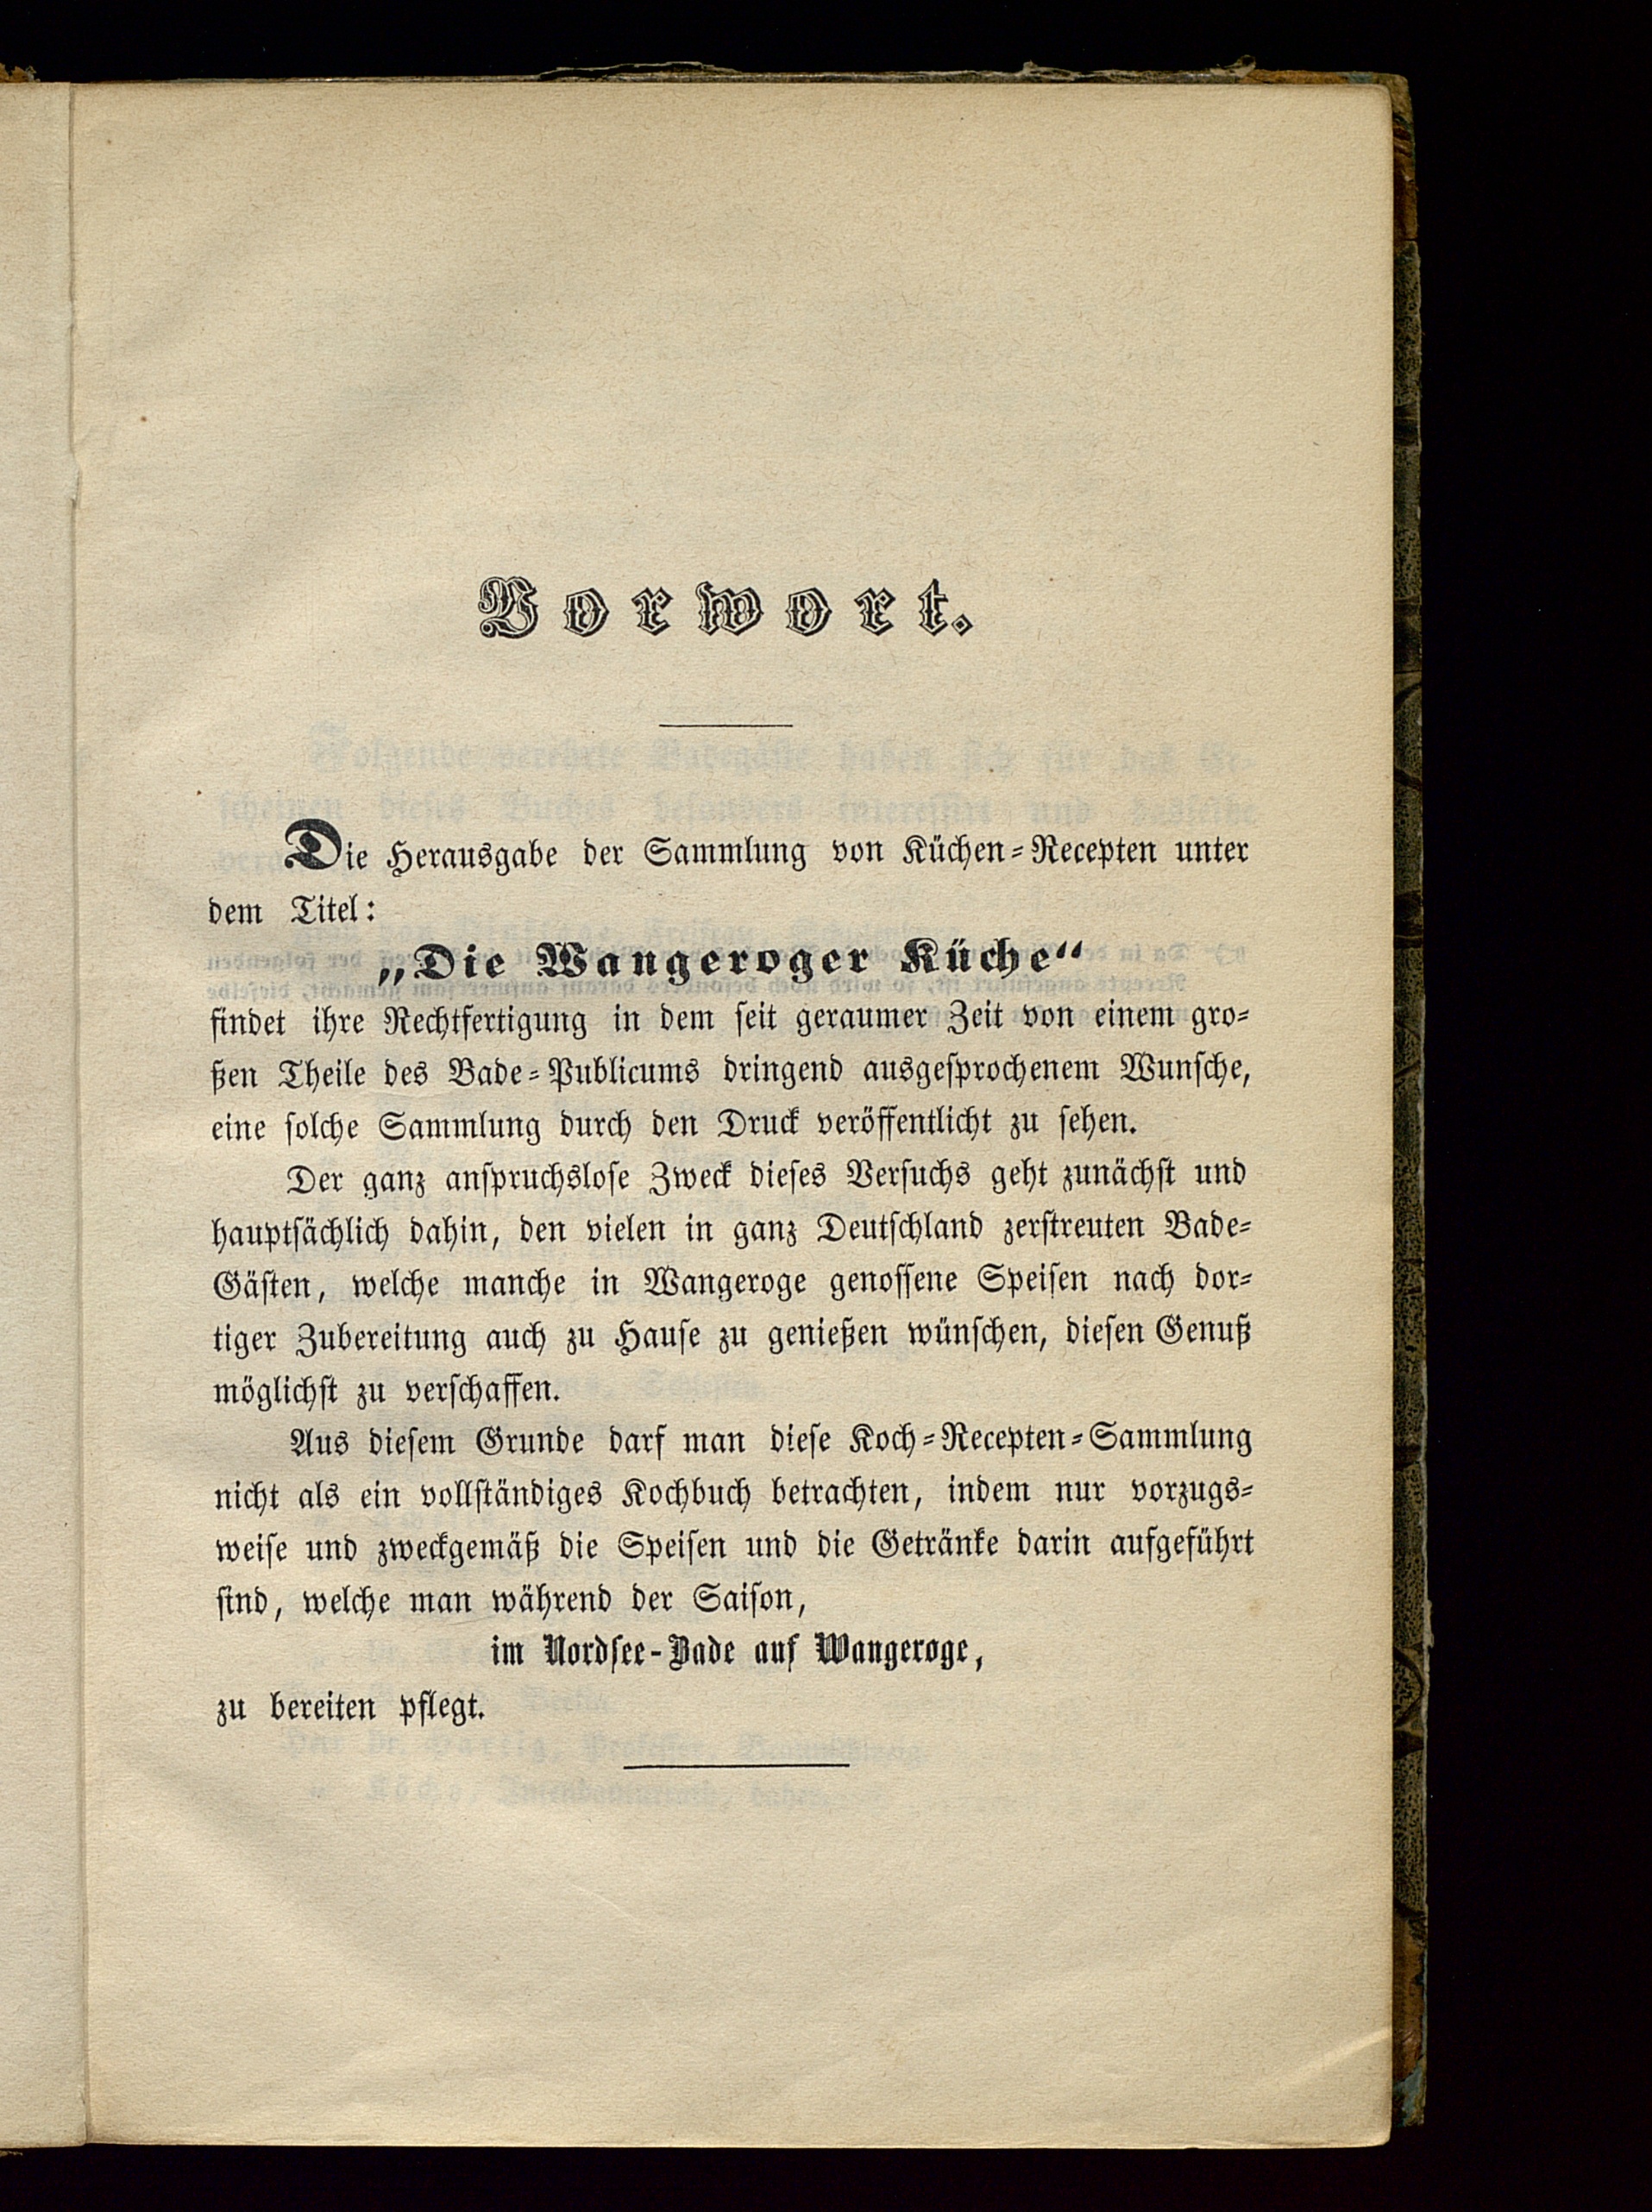 Vorwort.
Die Herausgabe der Sammlung von Küchen-Recepten unter
dem Titel:
„Die Wangeroger Küche“
findet ihre Rechtfertigung in dem seit geraumer Zeit von einem gro-
ßen Theile des Bade-Publicums dringend ausgesprochenem Wunsche,
eine solche Sammlung durch den Druck veröffentlicht zu sehen.
Der ganz anspruchslose Zweck dieses Versuchs geht zunächst und
hauptsächlich dahin, den vielen in ganz Deutschland zerstreuten Bade-
Gästen, welche manche in Wangeroge genossene Speisen nach dor-
tiger Zubereitung auch zu Hause zu genießen wünschen, diesen Genuß
möglichst zu verschaffen.
Aus diesem Grunde darf man diese Koch-Recepten-Sammlung
nicht als ein vollständiges Kochbuch betrachten, indem nur vorzugs-
weise und zweckgemäß die Speisen und die Getränke darin aufgeführt
sind, welche man während der Saison,
im Nordsee-Bade auf Wangeroge,
zu bereiten pflegt.